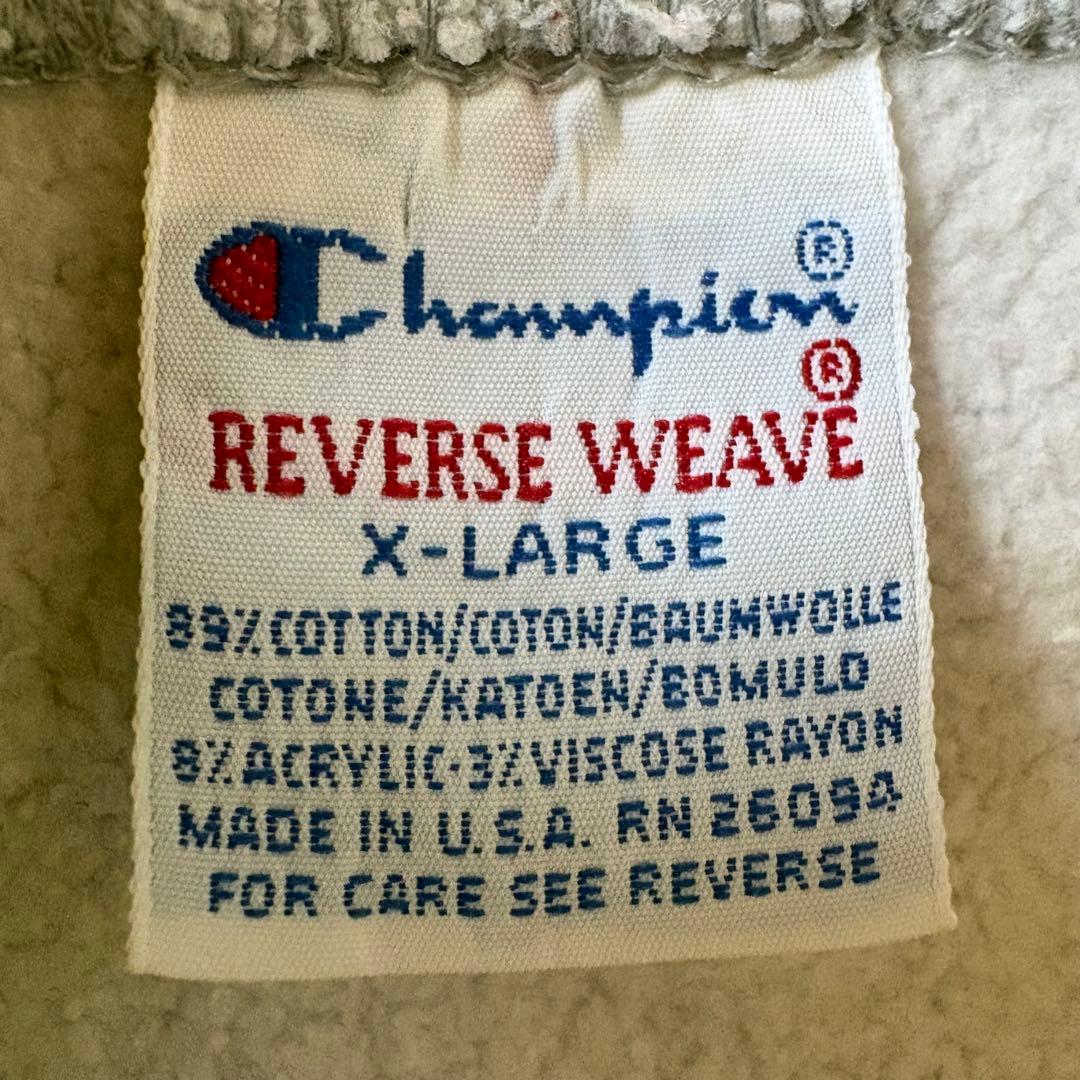 Champion®
REVERSE WEAVE®
X-LARGE
89% COTTON/COTON/BAUMWOLLE
COTONE/KATOEN/BOMULD
8% ACRYLIC·3% VISCOSE RAYON
MADE IN U.S.A. RN 26094
FOR CARE SEE REVERSE